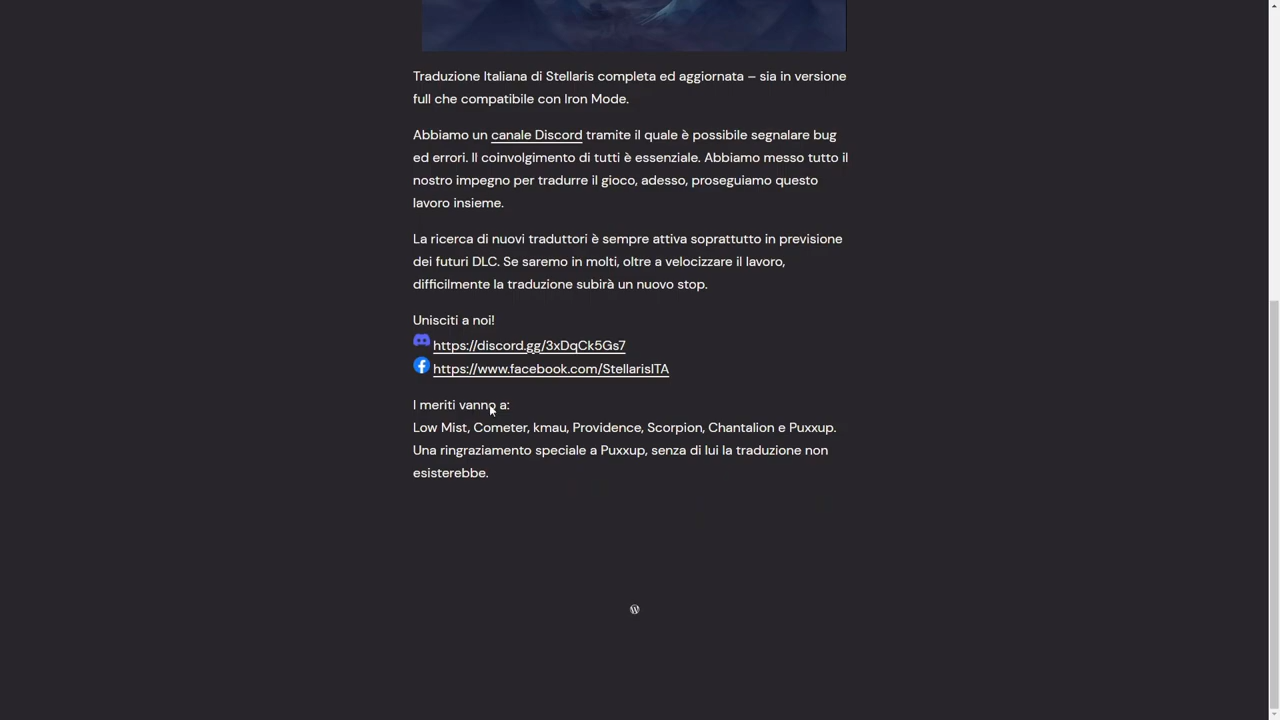 Traduzione Italiana di Stellaris completa ed aggiornata – sia in versione
full che compatibile con Iron Mode.
Abbiamo un canale Discord tramite il quale è possibile segnalare bug
ed errori. Il coinvolgimento di tutti è essenziale. Abbiamo messo tutto il
nostro impegno per tradurre il gioco, adesso, proseguiamo questo
lavoro insieme.
La ricerca di nuovi traduttori è sempre attiva soprattutto in previsione
dei futuri DLC. Se saremo in molti, oltre a velocizzare il lavoro,
difficilmente la traduzione subirà un nuovo stop.
Unisciti a noi!
https://discord.gg/3xDqCk5Gs7
https://www.facebook.com/StellarisITA
I meriti vanno a:
Low Mist, Cometer, kmau, Providence, Scorpion, Chantalion e Puxxup.
Una ringraziamento speciale a Puxxup, senza di lui la traduzione non
esisterebbe.